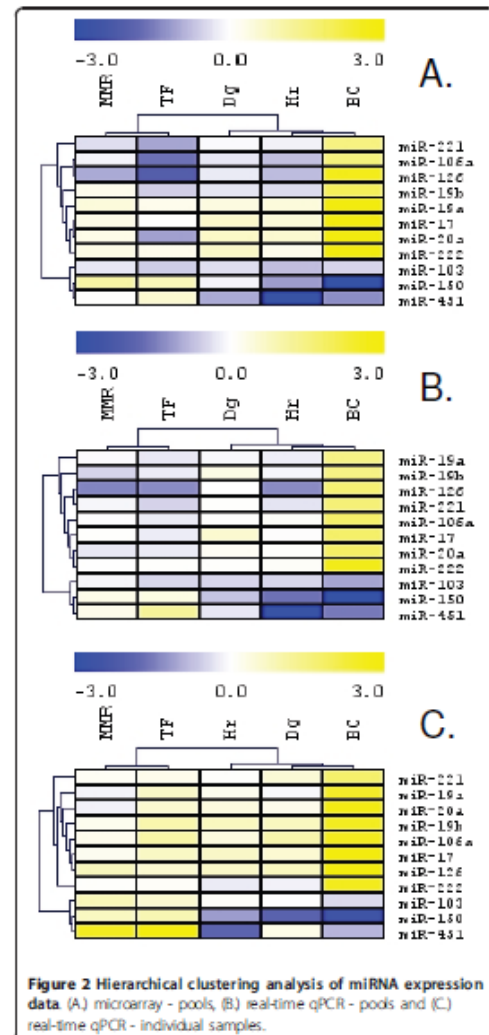 -3.0 0.0 3.0
A.
MMR TF Dg Hr BC
miR-221
miR-106a
miR-126
miR-19b
miR-19a
miR-17
miR-20a
miR-222
miR-103
miR-150
miR-451
-3.0 0.0 3.0
B.
MMR TF Dg Hr BC
miR-19a
miR-19b
miR-126
miR-221
miR-106a
miR-17
miR-20a
miR-222
miR-103
miR-150
miR-451
-3.0 0.0 3.0
C.
MMR TF Hr Dg BC
miR-221
miR-19a
miR-20a
miR-19b
miR-106a
miR-17
miR-126
miR-222
miR-103
miR-150
miR-451
Figure 2 Hierarchical clustering analysis of miRNA expression
data. (A.) microarray - pools, (B.) real-time qPCR - pools and (C.)
real-time qPCR - individual samples.